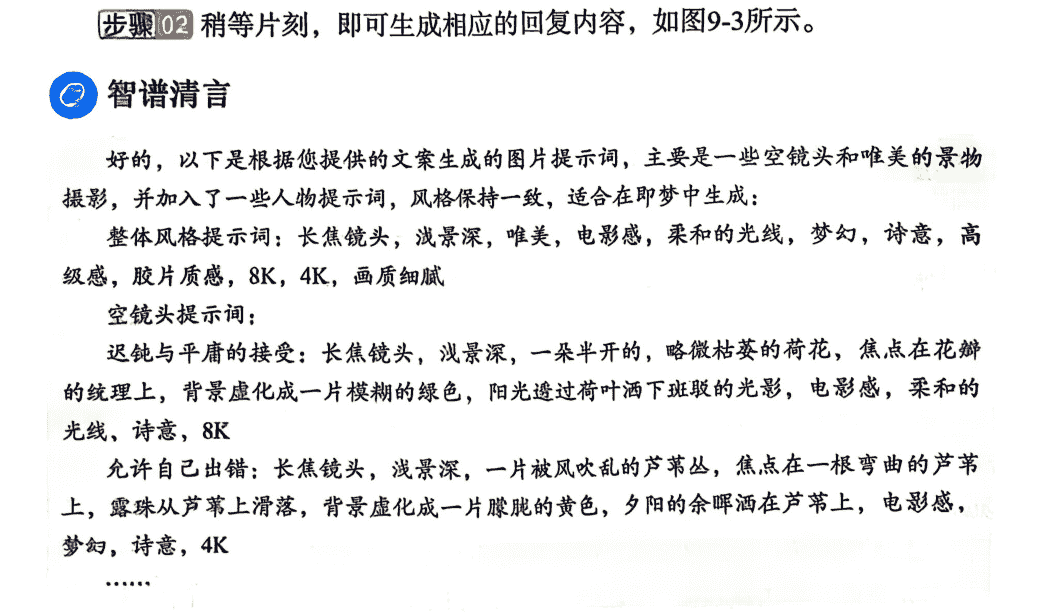 步骤02 稍等片刻，即可生成相应的回复内容，如图9-3所示。
智谱清言
好的，以下是根据您提供的文案生成的图片提示词，主要是一些空镜头和唯美的景物
摄影，并加入了一些人物提示词，风格保持一致，适合在即梦中生成：
整体风格提示词：长焦镜头，浅景深，唯美，电影感，柔和的光线，梦幻，诗意，高
级感，胶片质感，8K，4K，画质细腻
空镜头提示词：
迟钝与平庸的接受：长焦镜头，浅景深，一朵半开的，略微枯萎的荷花，焦点在花瓣
的纹理上，背景虚化成一片模糊的绿色，阳光透过荷叶洒下斑驳的光影，电影感，柔和的
光线，诗意，8K
允许自己出错：长焦镜头，浅景深，一片被风吹乱的芦苇丛，焦点在一根弯曲的芦苇
上，露珠从芦苇上滑落，背景虚化成一片朦胧的黄色，夕阳的余晖洒在芦苇上，电影感，
梦幻，诗意，4K
……